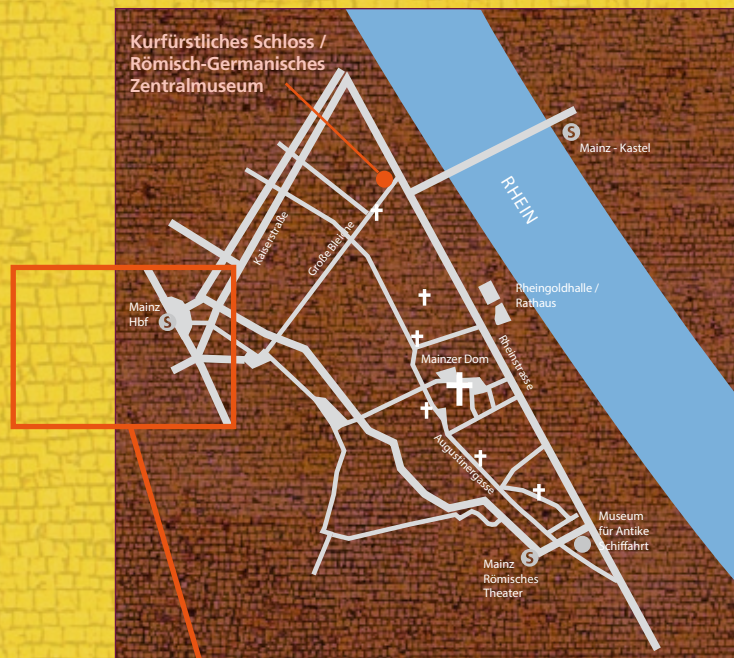 Kurfürstliches Schloss /
Römisch-Germanisches
Zentralmuseum
S
Mainz - Kastel
RHEIN
Kaiserstraße
Große Bleiche
Mainz
Hbf
S
Rheingoldhalle /
Rathaus
Rheinstrasse
Mainzer Dom
Augustinergasse
Museum
für Antike
Schiffahrt
S
Mainz
Römisches
Theater